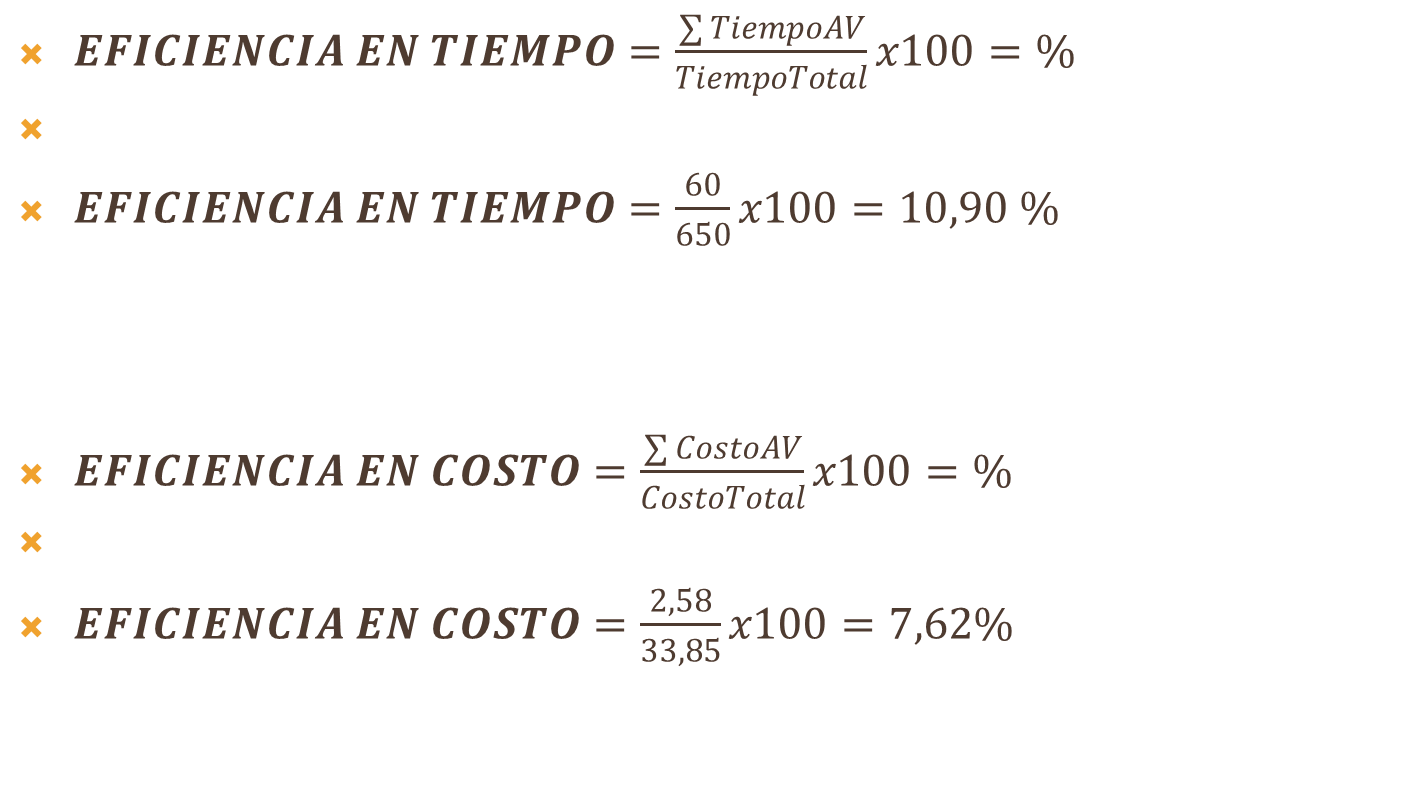 EFICIENCIA EN TIEMPO = ∑ TiempoAV / TiempoTotal x100 = %
EFICIENCIA EN TIEMPO = 60 / 650 x100 = 10,90 %
EFICIENCIA EN COSTO = ∑ CostoAV / CostoTotal x100 = %
EFICIENCIA EN COSTO = 2,58 / 33,85 x100 = 7,62%